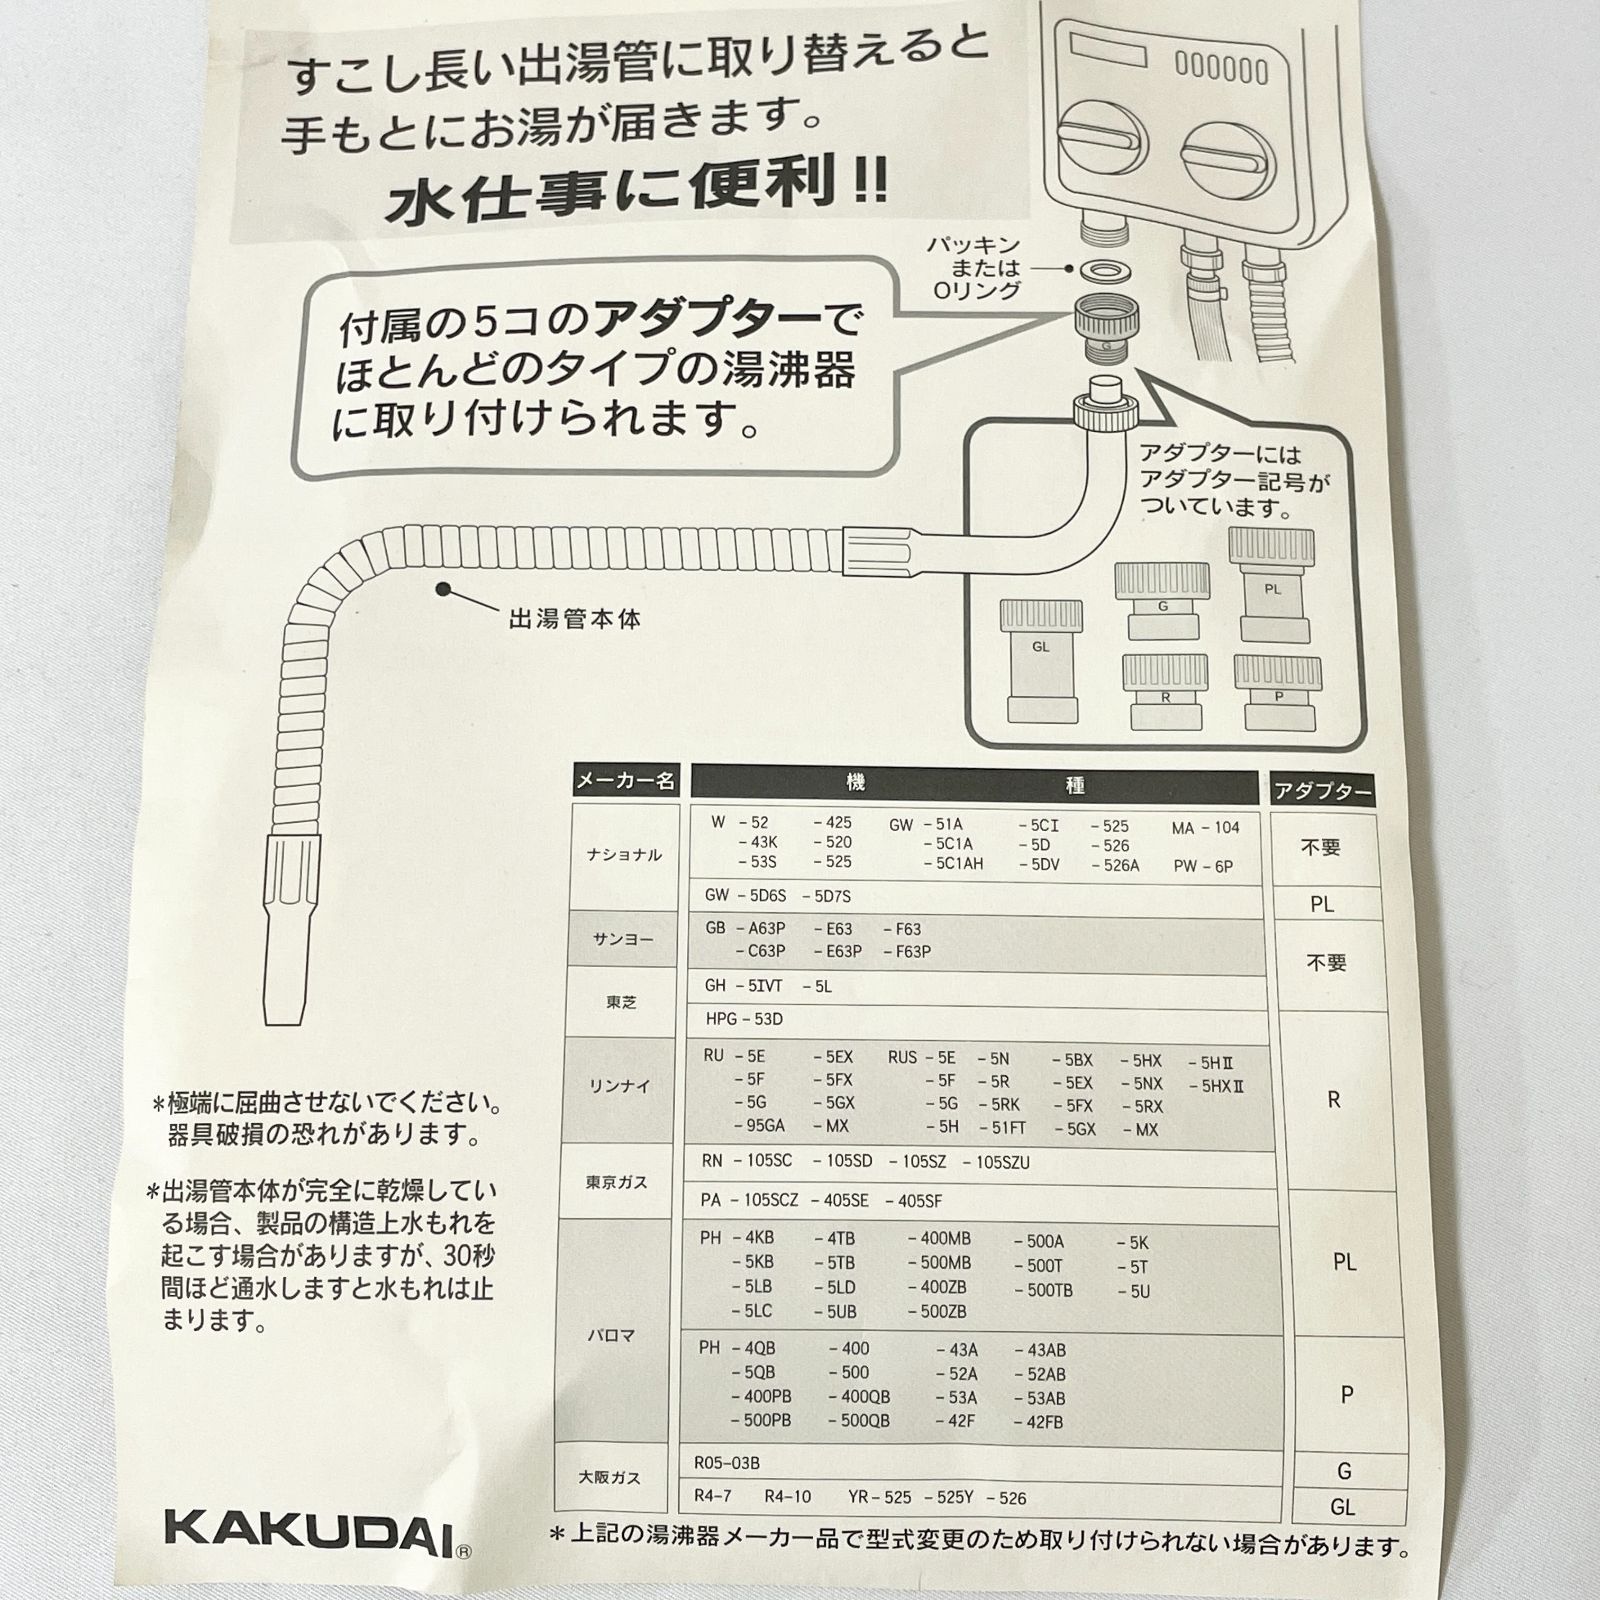 すこし長い出湯管に取り替えると
手もとにお湯が届きます。
水仕事に便利!!
パッキン
または
Oリング
付属の5コのアダプターで
ほとんどのタイプの湯沸器
に取り付けられます。
G
アダプターには
アダプター記号が
ついています。
出湯管本体
GL
G
PL
R
P
メーカー名 機種 アダプター
ナショナル
W -52 -425 GW -51A -5CI -525 MA -104
-43K -520 -5C1A -5D -526
-53S -525 -5C1AH -5DV -526A PW -6P
不要
GW -5D6S -5D7S PL
サンヨー
GB -A63P -E63 -F63
-C63P -E63P -F63P
不要
東芝
GH -5IVT -5L
HPG -53D
リンナイ
RU -5E -5EX RUS -5E -5N -5BX -5HX -5HⅡ
-5F -5FX -5F -5R -5EX -5NX -5HXⅡ
-5G -5GX -5G -5RK -5FX -5RX
-95GA -MX -5H -51FT -5GX -MX
R
東京ガス
RN -105SC -105SD -105SZ -105SZU
PA -105SCZ -405SE -405SF
パロマ
PH -4KB -4TB -400MB -500A -5K
-5KB -5TB -500MB -500T -5T
-5LB -5LD -400ZB -500TB -5U
-5LC -5UB -500ZB
PL
PH -4QB -400 -43A -43AB
-5QB -500 -52A -52AB
-400PB -400QB -53A -53AB
-500PB -500QB -42F -42FB
P
大阪ガス
R05-03B G
R4-7 R4-10 YR-525 -525Y -526 GL
*上記の湯沸器メーカー品で型式変更のため取り付けられない場合があります。
*極端に屈曲させないでください。
器具破損の恐れがあります。
*出湯管本体が完全に乾燥してい
る場合、製品の構造上水もれを
起こす場合がありますが、30秒
間ほど通水しますと水もれは止
まります。
KAKUDAI®